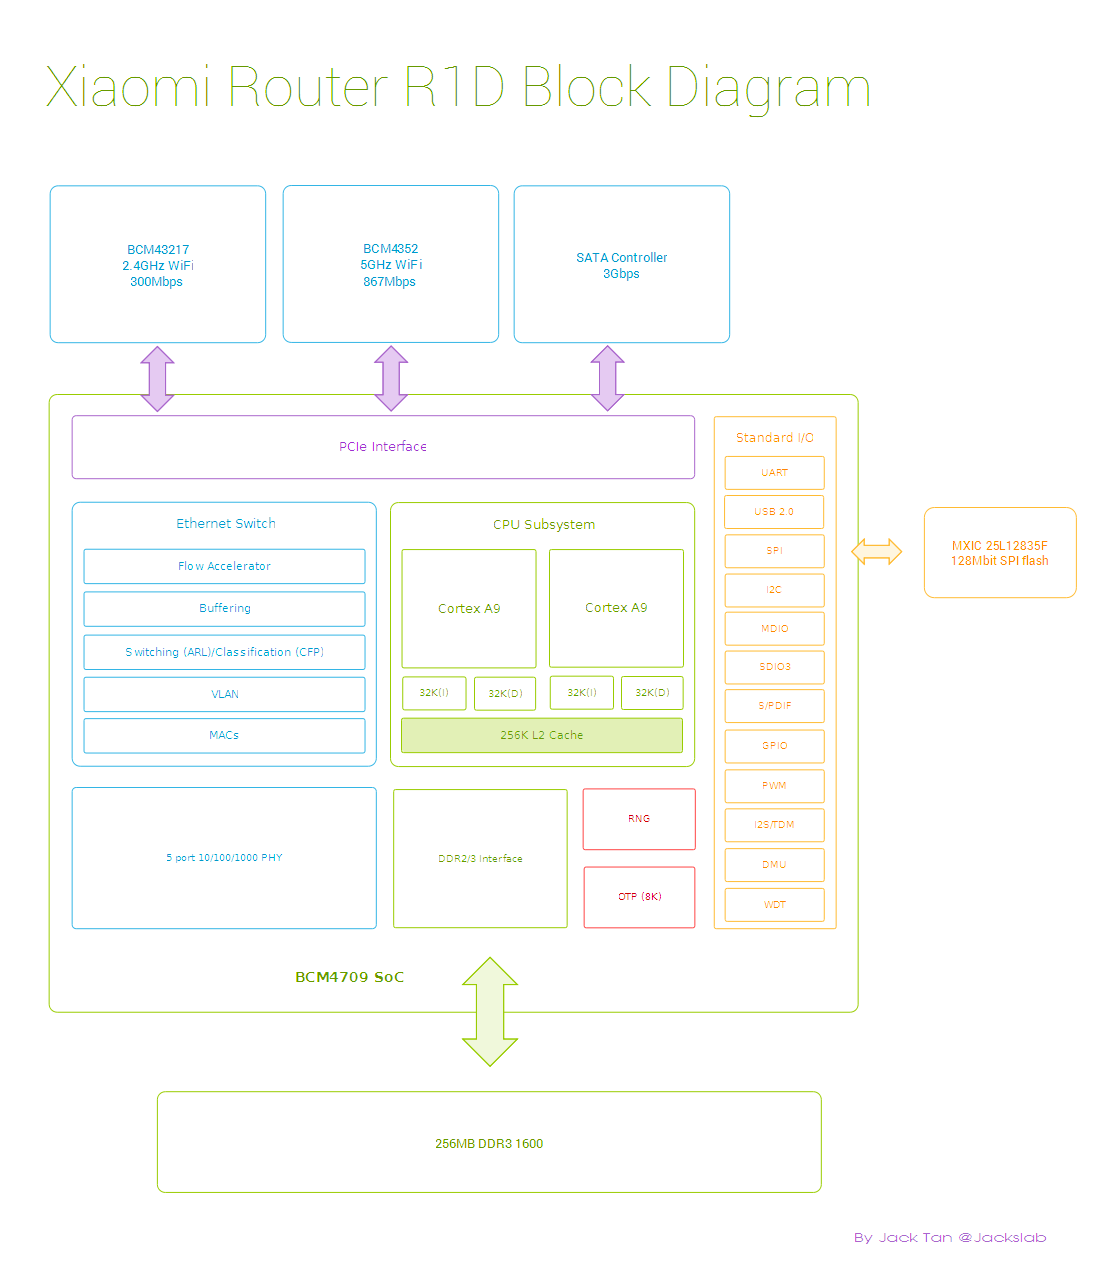 Xiaomi Router R1D Block Diagram
BCM43217
2.4GHz WiFi
300Mbps
BCM4352
5GHz WiFi
867Mbps
SATA Controller
3Gbps
PCIe Interface
Ethernet Switch
Flow Accelerator
Buffering
Switching (ARL)/Classification (CFP)
VLAN
MACs
CPU Subsystem
Cortex A9
Cortex A9
32K(I)
32K(D)
32K(I)
32K(D)
256K L2 Cache
Standard I/O
UART
USB 2.0
SPI
I2C
MDIO
SDIO3
S/PDIF
GPIO
PWM
I2S/TDM
DMU
WDT
MXIC 25L12835F
128Mbit SPI flash
5 port 10/100/1000 PHY
DDR2/3 Interface
RNG
OTP (8K)
BCM4709 SoC
256MB DDR3 1600
By Jack Tan @Jackslab